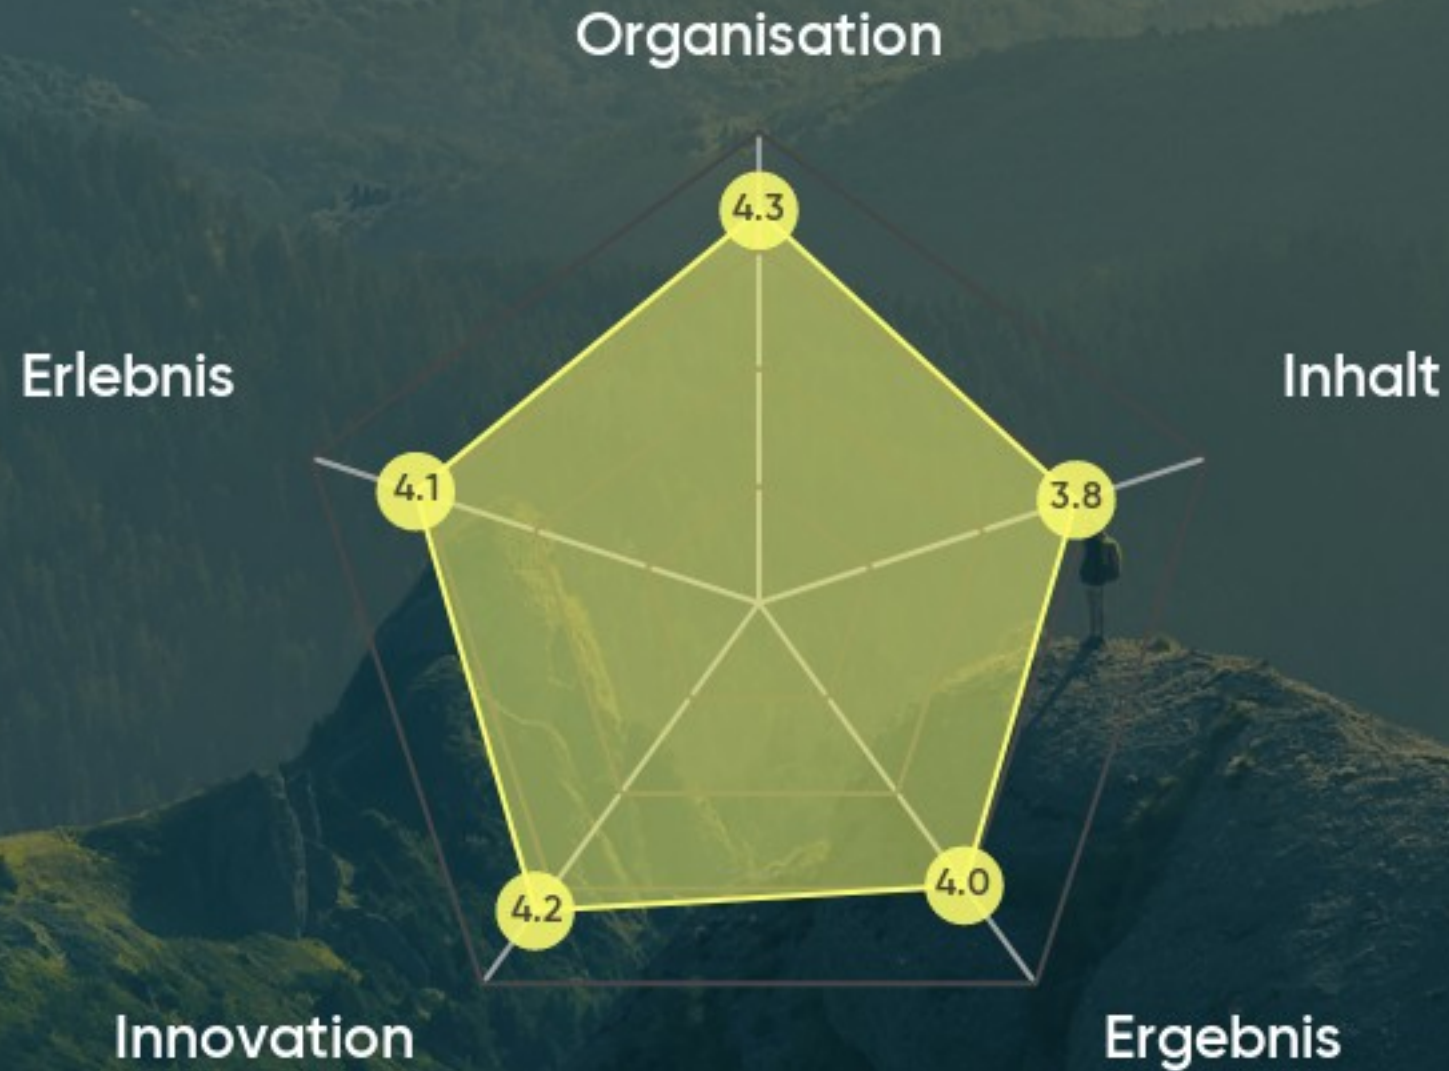 Organisation
4.3
Erlebnis
Inhalt
4.1
3.8
4.2
4.0
Innovation
Ergebnis